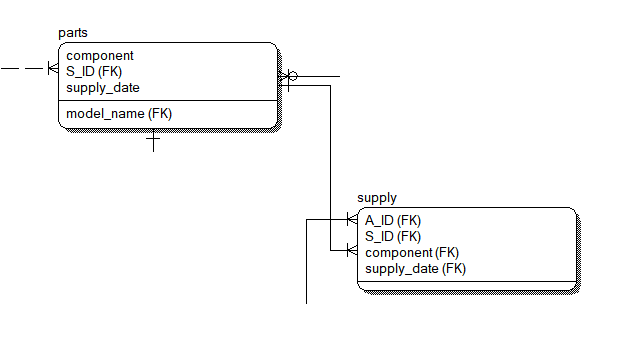 parts
component
S_ID (FK)
supply_date
model_name (FK)
supply
A_ID (FK)
S_ID (FK)
component (FK)
supply_date (FK)